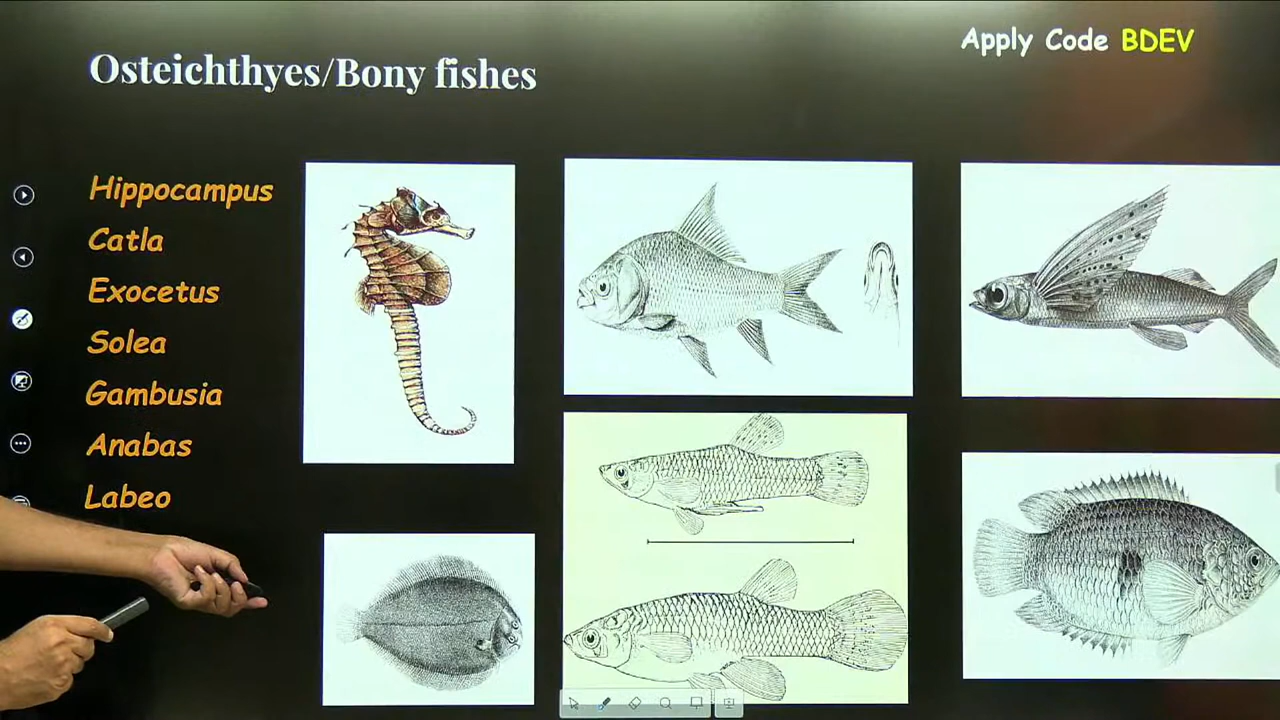 Osteichthyes/Bony fishes
Apply Code BDEV
Hippocampus
Catla
Exocetus
Solea
Gambusia
Anabas
Labeo